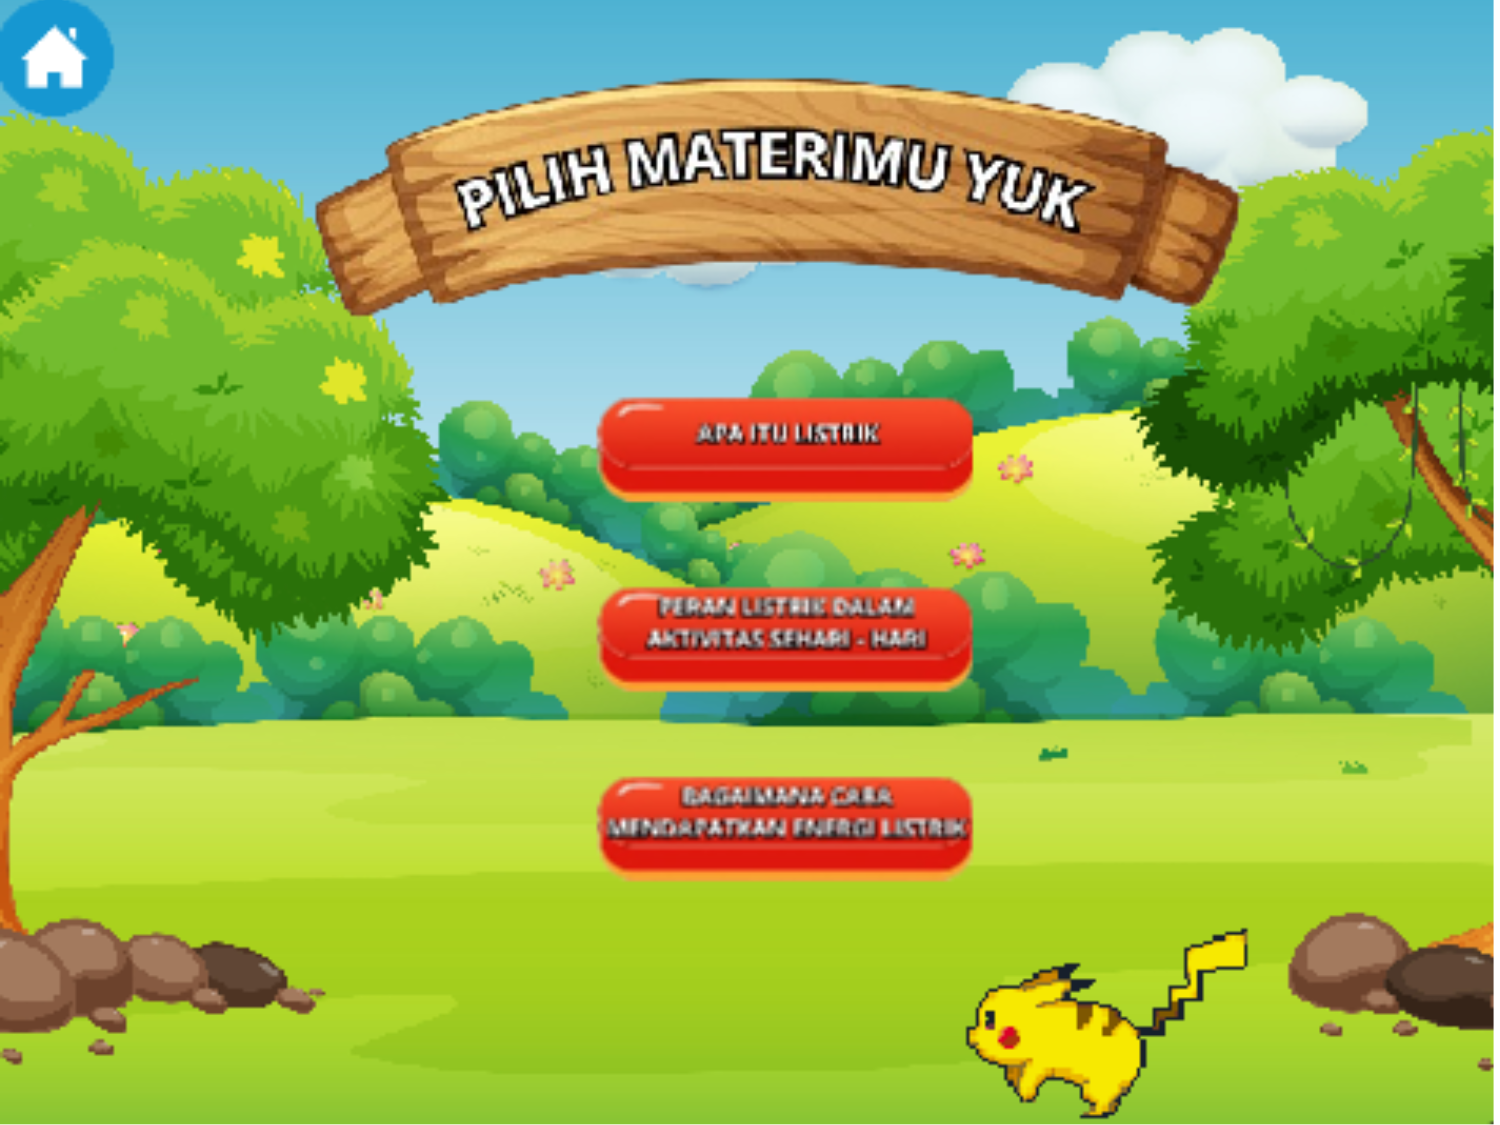 PILIH MATERIMU YUK
APA ITU LISTRIK
PERAN LISTRIK DALAM
AKTIVITAS SEHARI - HARI
BAGAIMANA CARA
MENDAPATKAN ENERGI LISTRIK